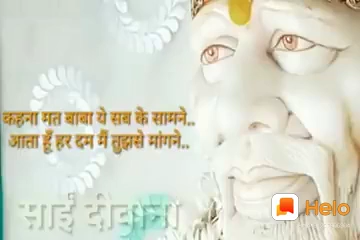 कहना मत बाबा ये सब के सामने..
आता हूँ हर दम मैं तुझसे मांगने..
साई दीवाना
Helo